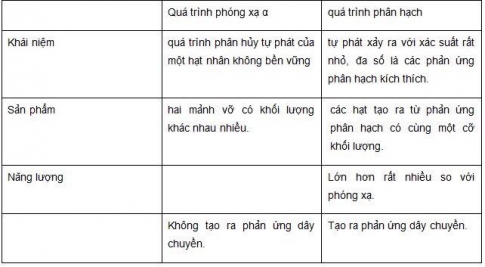 Quá trình phóng xạ α
quá trình phân hạch
Khái niệm
quá trình phân hủy tự phát của
một hạt nhân không bền vững
tự phát xảy ra với xác suất rất
nhỏ, đa số là các phản ứng
phân hạch kích thích.
Sản phẩm
hai mảnh vỡ có khối lượng
khác nhau nhiều.
các hạt tạo ra từ phản ứng
phân hạch có cùng một cỡ
khối lượng.
Năng lượng
Lớn hơn rất nhiều so với
phóng xạ.
Không tạo ra phản ứng dây
chuyền.
Tạo ra phản ứng dây chuyền.